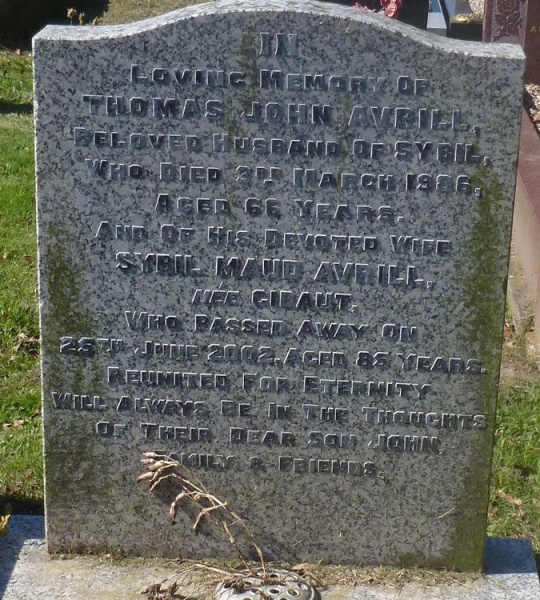 IN
LOVING MEMORY OF
THOMAS JOHN AVRILL,
BELOVED HUSBAND OF SYBIL,
WHO DIED MARCH 1986,
AGED 66 YEARS.
AND OF HIS DEVOTED WIFE
SYBIL MAUD AVRILL,
NÉE GIBAUT,
WHO PASSED AWAY ON
25TH JUNE 2002, AGED 85 YEARS.
REUNITED FOR ETERNITY
WILL ALWAYS BE IN THE THOUGHTS
OF THEIR DEAR SON JOHN,
FAMILY & FRIENDS.